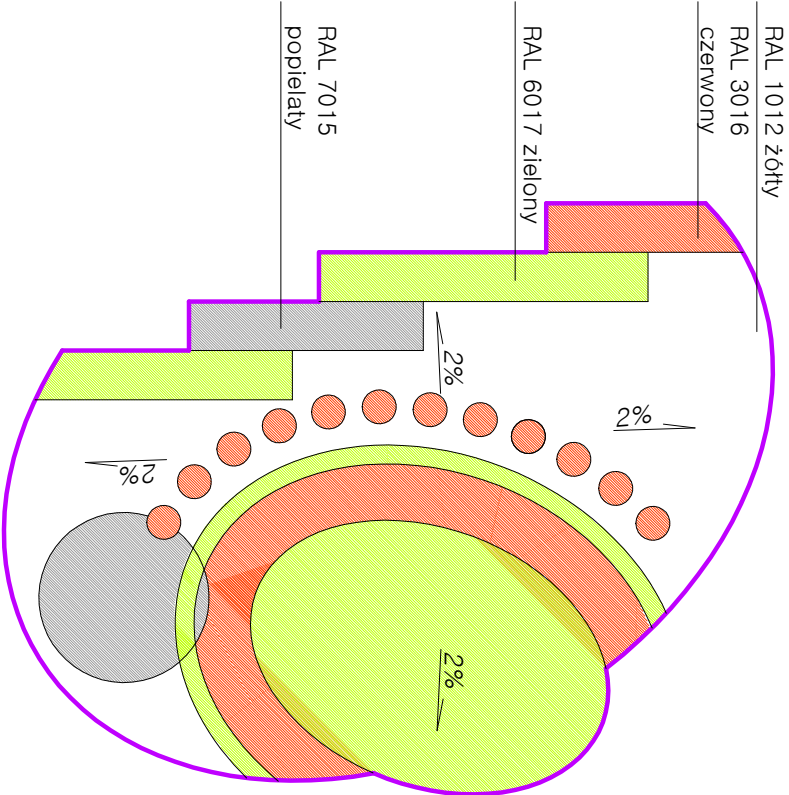 RAL 1012 żółty
RAL 3016
czerwony
RAL 6017 zielony
RAL 7015
popielaty
2%
2%
2%
2%